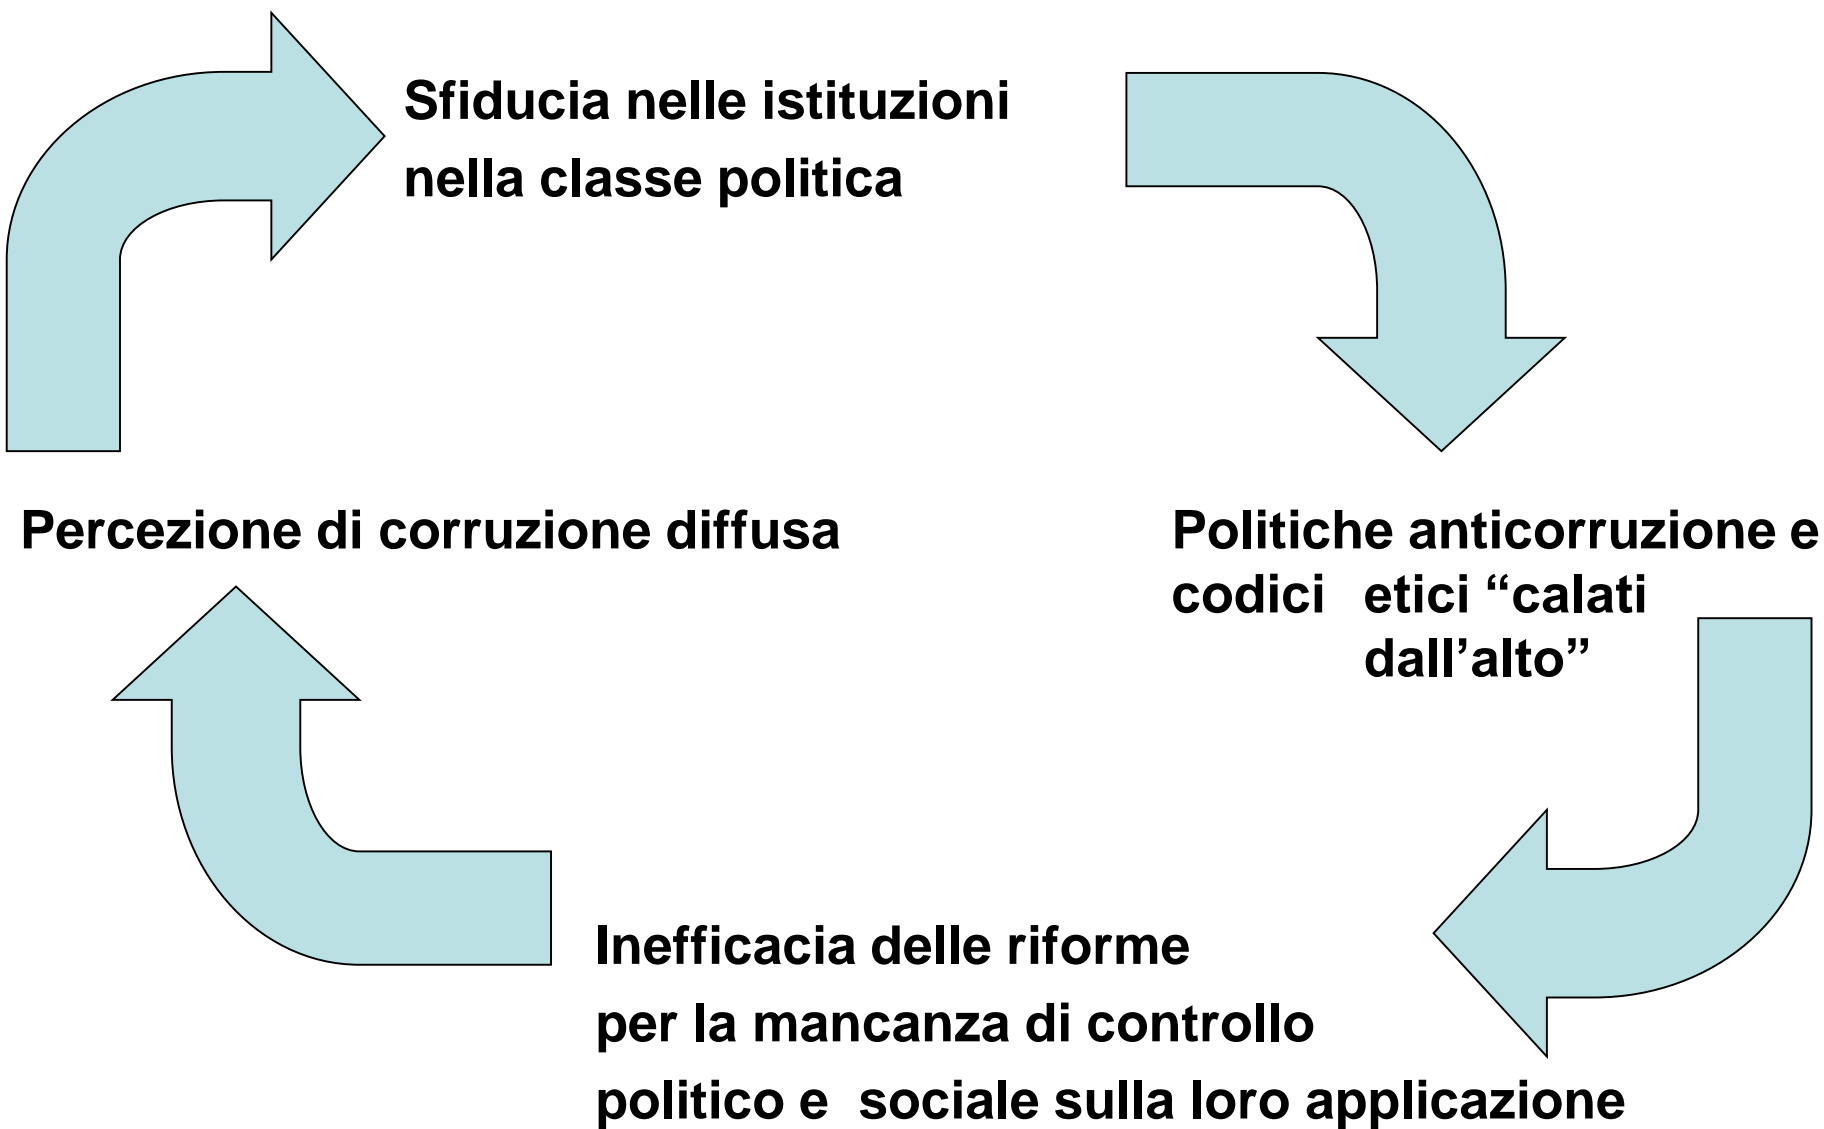 Sfiducia nelle istituzioni
nella classe politica
Percezione di corruzione diffusa
Politiche anticorruzione e
codici etici “calati
dall’alto”
Inefficacia delle riforme
per la mancanza di controllo
politico e sociale sulla loro applicazione